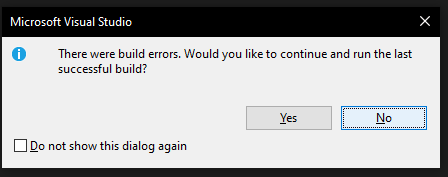 Microsoft Visual Studio
There were build errors. Would you like to continue and run the last
successful build?
Yes
No
Do not show this dialog again